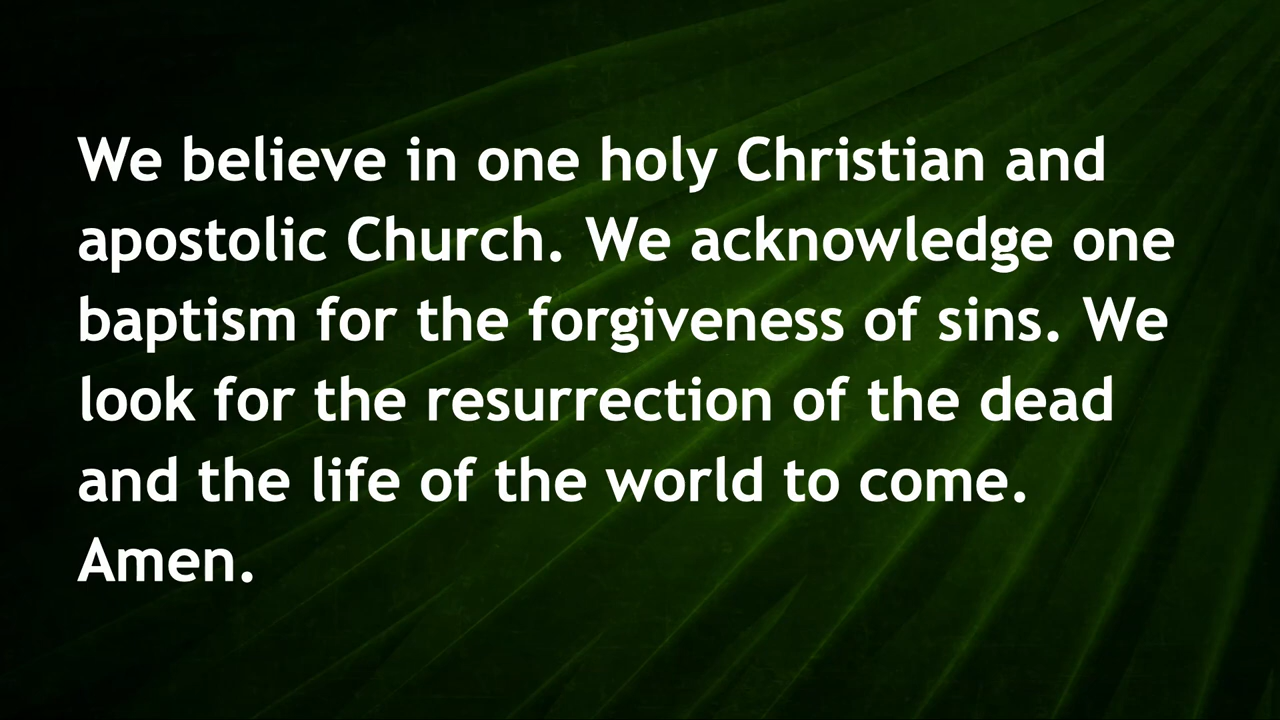 We believe in one holy Christian and
apostolic Church. We acknowledge one
baptism for the forgiveness of sins. We
look for the resurrection of the dead
and the life of the world to come.
Amen.